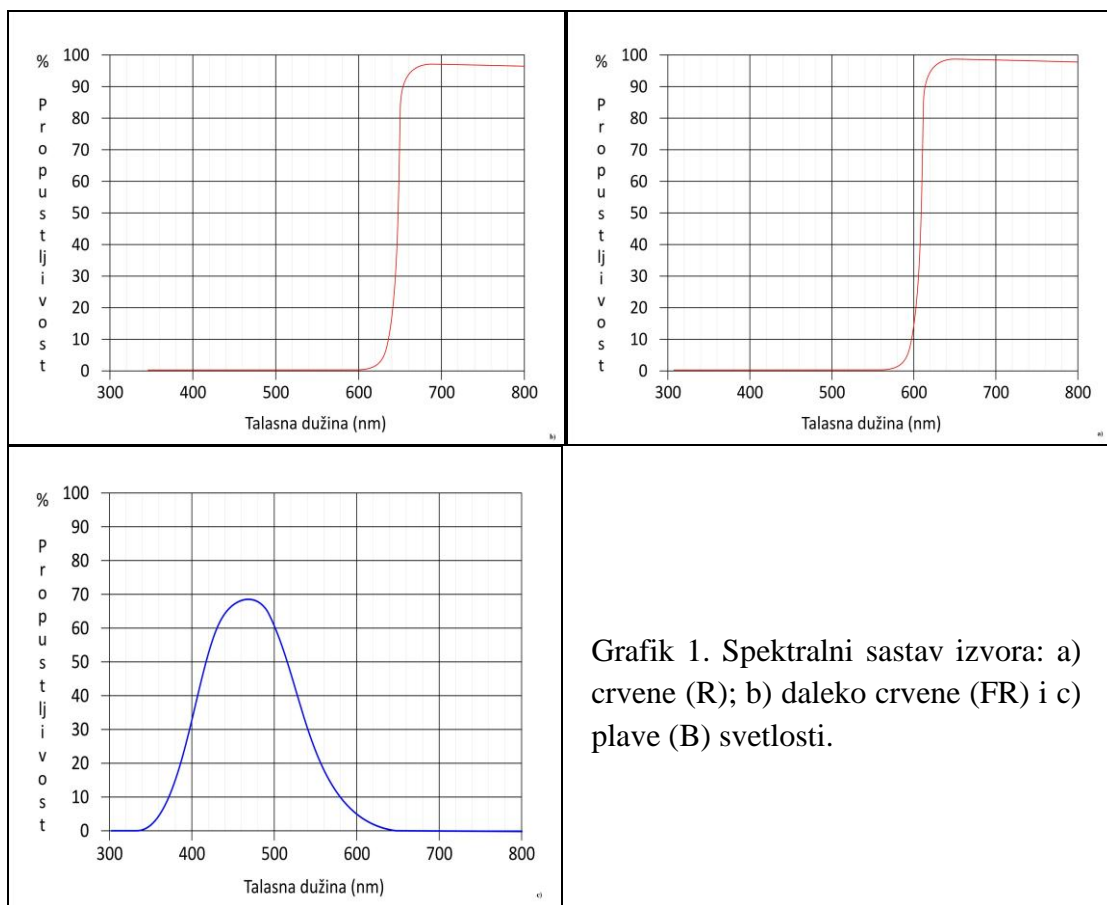 %
Propustljivost
100
90
80
70
60
50
40
30
20
10
0
300 400 500 600 700 800
Talasna dužina (nm)
b)
%
Propustljivost
100
90
80
70
60
50
40
30
20
10
0
300 400 500 600 700 800
Talasna dužina (nm)
a)
%
Propustljivost
100
90
80
70
60
50
40
30
20
10
0
300 400 500 600 700 800
Talasna dužina (nm)
c)
Grafik 1. Spektralni sastav izvora: a)
crvene (R); b) daleko crvene (FR) i c)
plave (B) svetlosti.